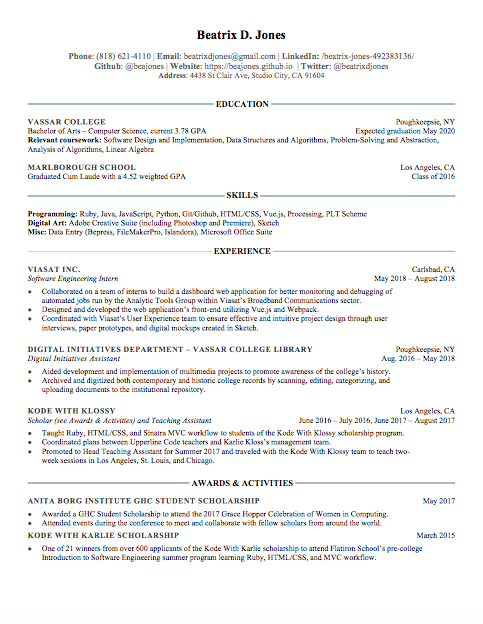 Beatrix D. Jones
Phone: (818) 621-4110 | Email: beatrixdjones@gmail.com | LinkedIn: /beatrix-jones-492383136/
Github: @beajones | Website: https://beajones.github.io | Twitter: @beatrixdjones
Address: 4438 St Clair Ave, Studio City, CA 91604
EDUCATION
VASSAR COLLEGE Poughkeepsie, NY
Bachelor of Arts – Computer Science, current 3.78 GPA Expected graduation May 2020
Relevant coursework: Software Design and Implementation, Data Structures and Algorithms, Problem-Solving and Abstraction,
Analysis of Algorithms, Linear Algebra
MARLBOROUGH SCHOOL Los Angeles, CA
Graduated Cum Laude with a 4.52 weighted GPA Class of 2016
SKILLS
Programming: Ruby, Java, JavaScript, Python, Git/Github, HTML/CSS, Vue.js, Processing, PLT Scheme
Digital Art: Adobe Creative Suite (including Photoshop and Premiere), Sketch
Misc: Data Entry (Bepress, FileMakerPro, Islandora), Microsoft Office Suite
EXPERIENCE
VIASAT INC. Carlsbad, CA
Software Engineering Intern May 2018 – August 2018
• Collaborated on a team of interns to build a dashboard web application for better monitoring and debugging of
automated jobs run by the Analytic Tools Group within Viasat's Broadband Communications sector.
• Designed and developed the web application's front-end utilizing Vue.js and Webpack.
• Coordinated with Viasat's User Experience team to ensure effective and intuitive project design through user
interviews, paper prototypes, and digital mockups created in Sketch.
DIGITAL INITIATIVES DEPARTMENT – VASSAR COLLEGE LIBRARY Poughkeepsie, NY
Digital Initiatives Assistant Aug. 2016 – May 2018
• Aided development and implementation of multimedia projects to promote awareness of the college's history.
• Archived and digitized both contemporary and historic college records by scanning, editing, categorizing, and
uploading documents to the institutional repository.
KODE WITH KLOSSY Los Angeles, CA
Scholar (see Awards & Activities) and Teaching Assistant June 2016 – July 2016, June 2017 – August 2017
• Taught Ruby, HTML/CSS, and Sinatra MVC workflow to students of the Kode With Klossy scholarship program.
• Coordinated plans between Upperline Code teachers and Karlie Kloss's management team.
• Promoted to Head Teaching Assistant for Summer 2017 and traveled with the Kode With Klossy team to teach two-
week sessions in Los Angeles, St. Louis, and Chicago.
AWARDS & ACTIVITIES
ANITA BORG INSTITUTE GHC STUDENT SCHOLARSHIP May 2017
• Awarded a GHC Student Scholarship to attend the 2017 Grace Hopper Celebration of Women in Computing.
• Attended events during the conference to meet and collaborate with fellow scholars from around the world.
KODE WITH KARLIE SCHOLARSHIP March 2015
• One of 21 winners from over 600 applicants of the Kode With Karlie scholarship to attend Flatiron School's pre-college
Introduction to Software Engineering summer program learning Ruby, HTML/CSS, and MVC workflow.